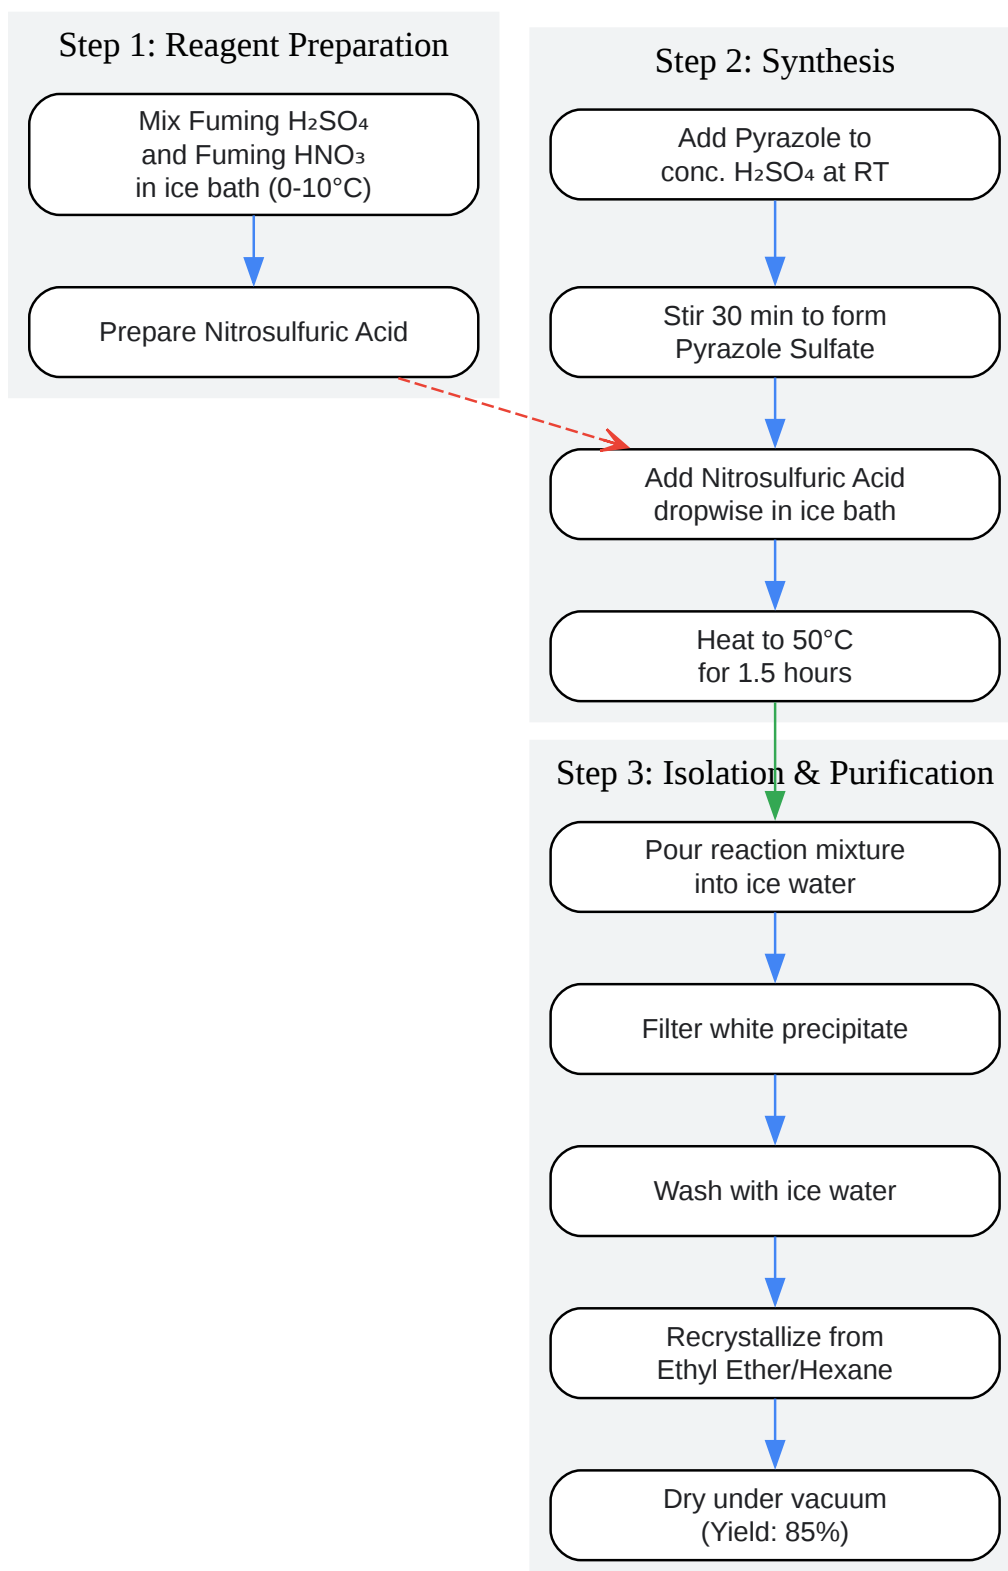 Step 1: Reagent Preparation
Mix Fuming H₂SO₄
and Fuming HNO₃
in ice bath (0-10°C)
Prepare Nitrosulfuric Acid
Step 2: Synthesis
Add Pyrazole to
conc. H₂SO₄ at RT
Stir 30 min to form
Pyrazole Sulfate
Add Nitrosulfuric Acid
dropwise in ice bath
Heat to 50°C
for 1.5 hours
Step 3: Isolation & Purification
Pour reaction mixture
into ice water
Filter white precipitate
Wash with ice water
Recrystallize from
Ethyl Ether/Hexane
Dry under vacuum
(Yield: 85%)